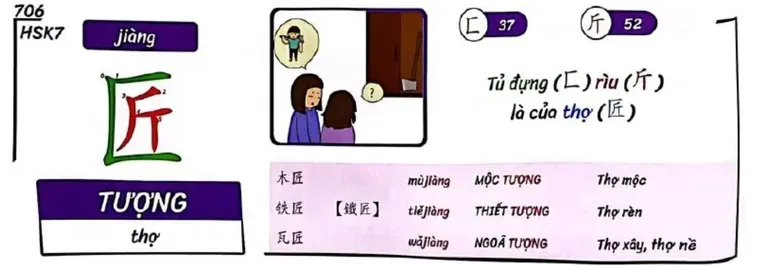 706
HSK7
jiàng
匠
TƯỢNG
thợ
?
匚 37
斤 52
Tủ đựng (匚) rìu (斤)
là của thợ (匠)
木匠 mùjiàng MỘC TƯỢNG Thợ mộc
铁匠 【鐵匠】 tiějiàng THIẾT TƯỢNG Thợ rèn
瓦匠 wǎjiàng NGOÃ TƯỢNG Thợ xây, thợ nề